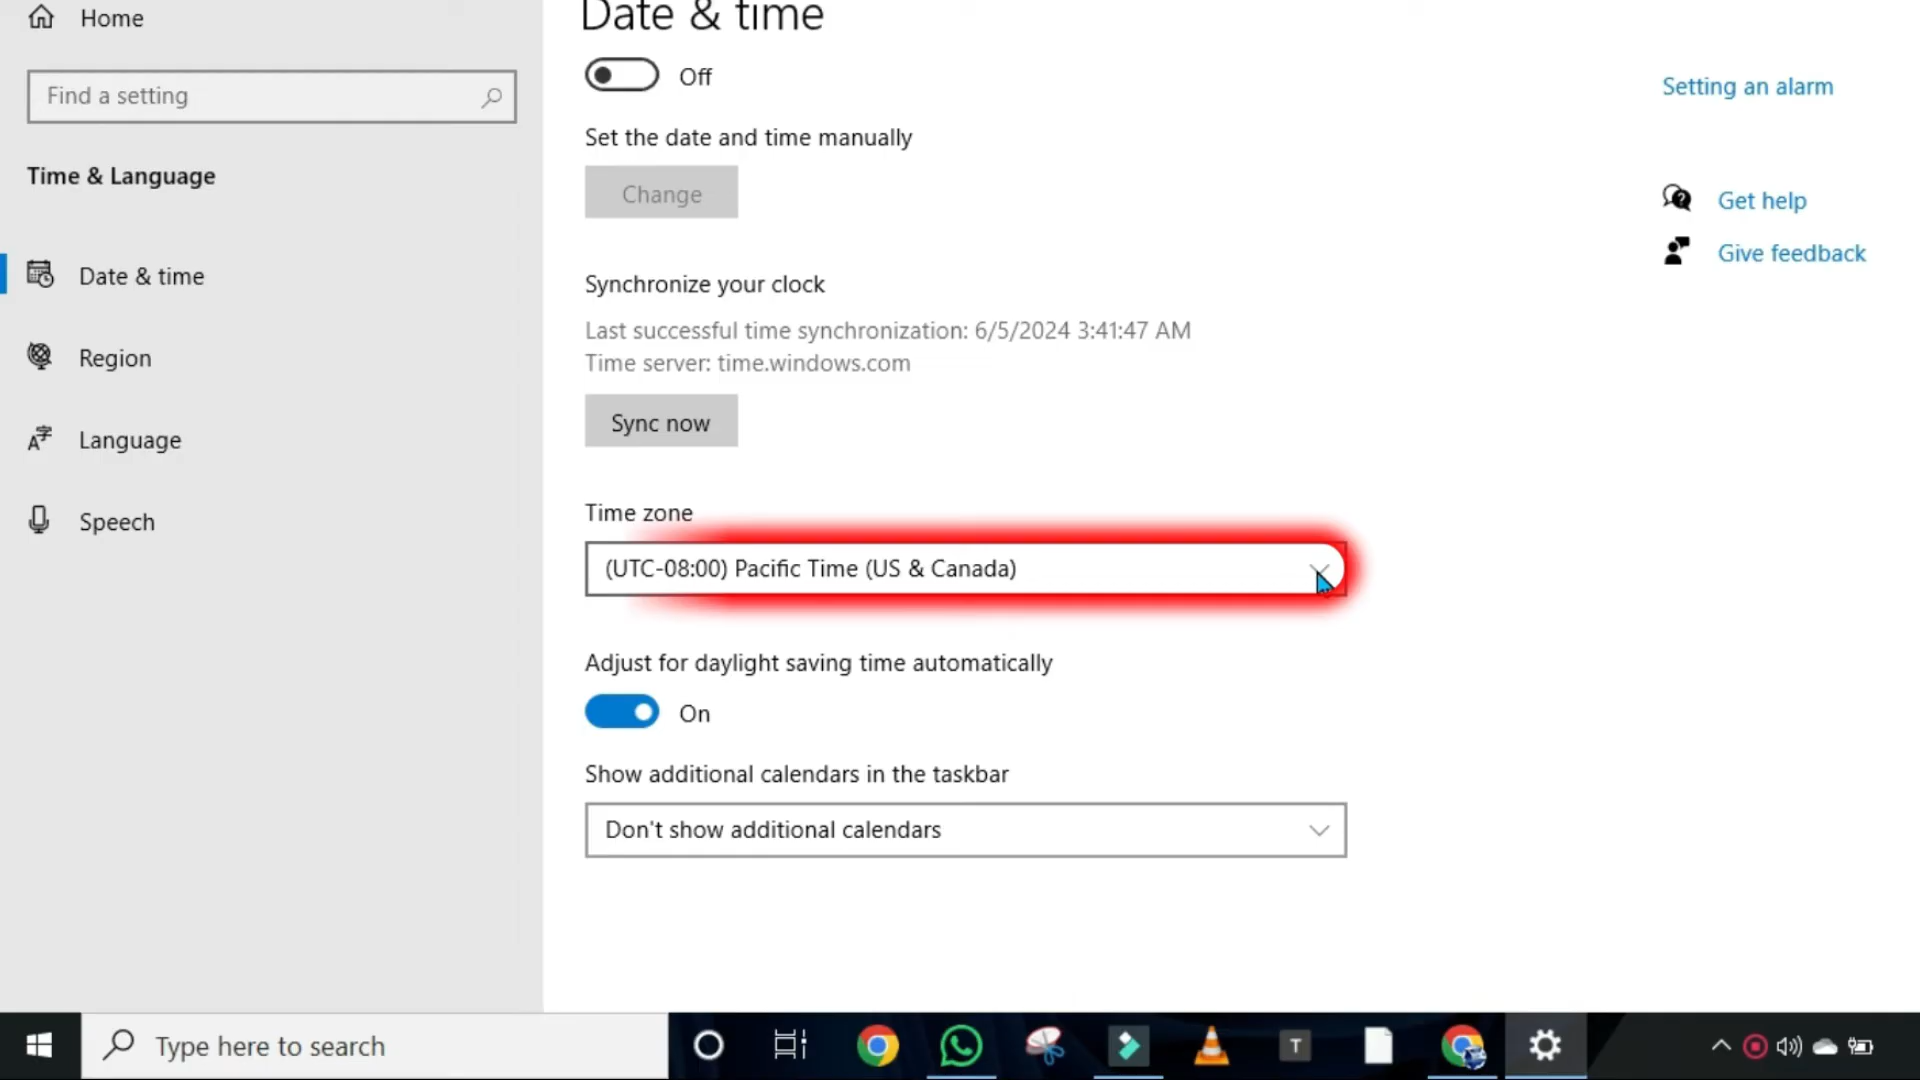 Home
Find a setting
Time & Language
Date & time
Region
Language
Speech
Date & time
Off
Set the date and time manually
Change
Synchronize your clock
Last successful time synchronization: 6/5/2024 3:41:47 AM
Time server: time.windows.com
Sync now
Time zone
(UTC-08:00) Pacific Time (US & Canada)
Adjust for daylight saving time automatically
On
Show additional calendars in the taskbar
Don't show additional calendars
Setting an alarm
Get help
Give feedback
Type here to search
T